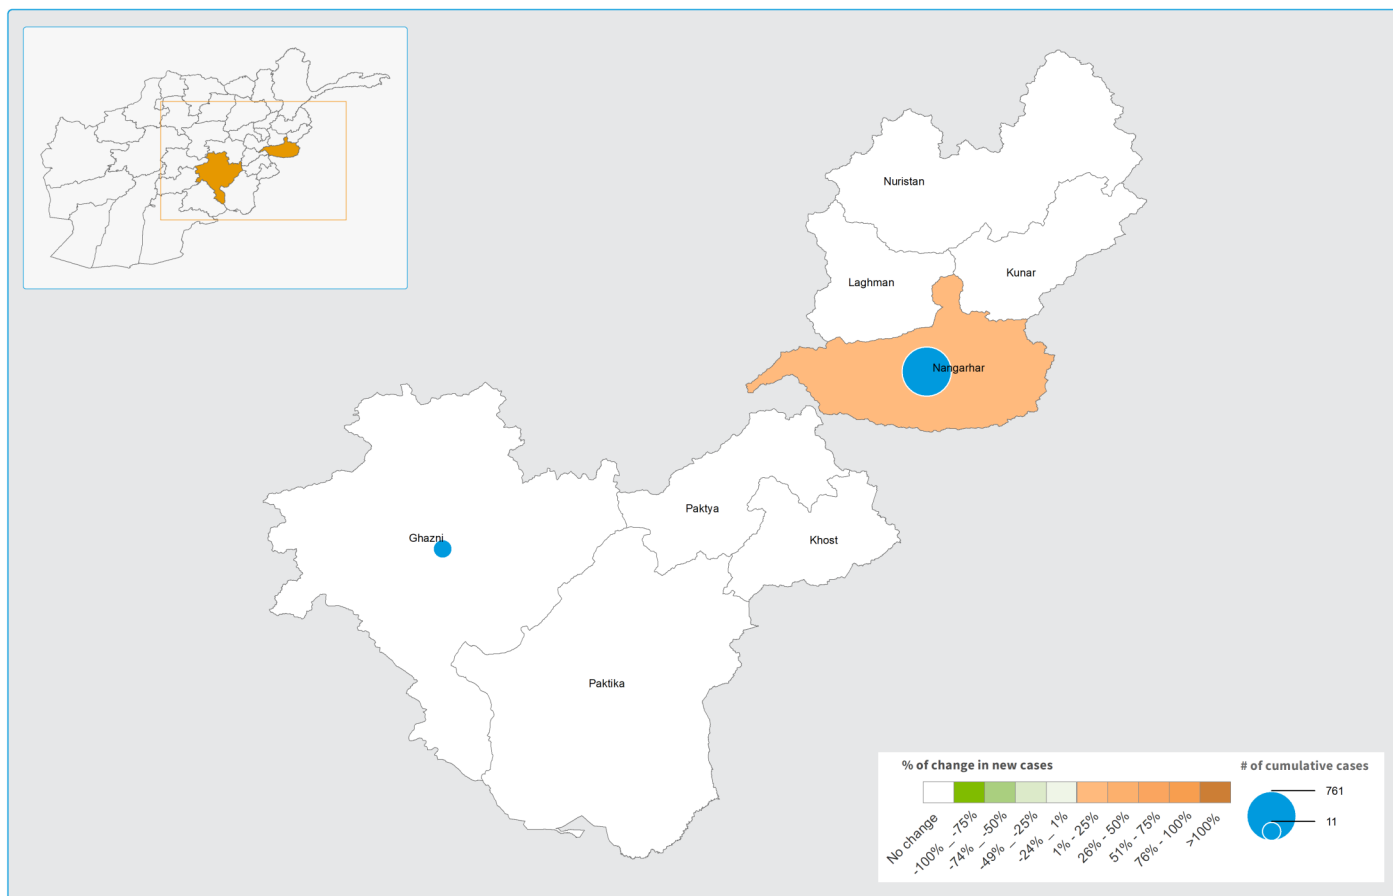 Nuristan
Kunar
Laghman
Nangarhar
Paktya
Ghazni
Khost
Paktika
% of change in new cases
No change
-100% _ -75%
-74% _ -50%
-49% _ -25%
-24% _ 1%
1% - 25%
26% - 50%
51% - 75%
76% - 100%
>100%
# of cumulative cases
761
11